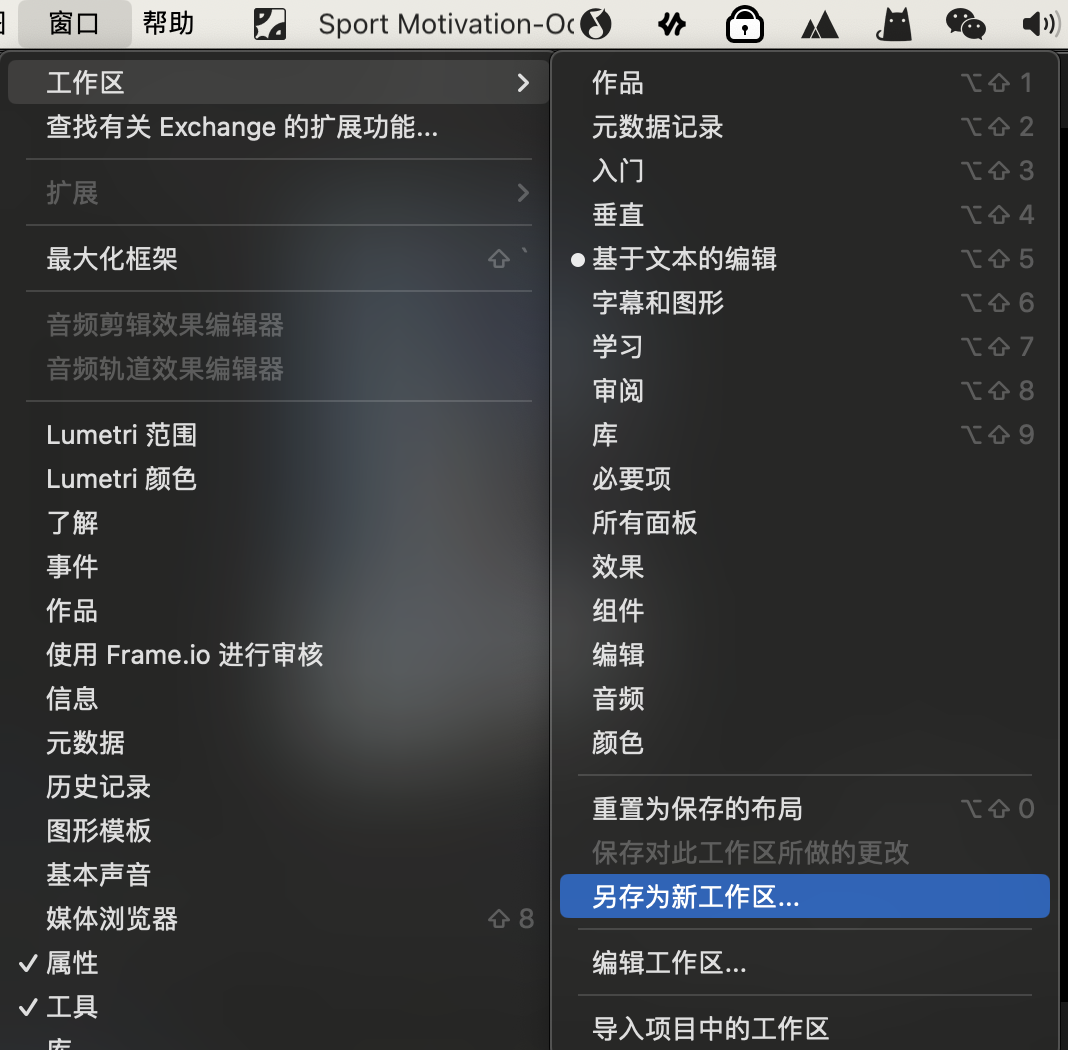 窗口 帮助 Sport Motivation-Oc
工作区
查找有关 Exchange 的扩展功能...
扩展
最大化框架 ⇧ `
音频剪辑效果编辑器
音频轨道效果编辑器
Lumetri 范围
Lumetri 颜色
了解
事件
作品
使用 Frame.io 进行审核
信息
元数据
历史记录
图形模板
基本声音
媒体浏览器 ⇧ 8
✓ 属性
✓ 工具
作品 ⌥⇧ 1
元数据记录 ⌥⇧ 2
入门 ⌥⇧ 3
垂直 ⌥⇧ 4
基于文本的编辑 ⌥⇧ 5
字幕和图形 ⌥⇧ 6
学习 ⌥⇧ 7
审阅 ⌥⇧ 8
库 ⌥⇧ 9
必要项
所有面板
效果
组件
编辑
音频
颜色
重置为保存的布局 ⌥⇧ 0
保存对此工作区所做的更改
另存为新工作区...
编辑工作区...
导入项目中的工作区